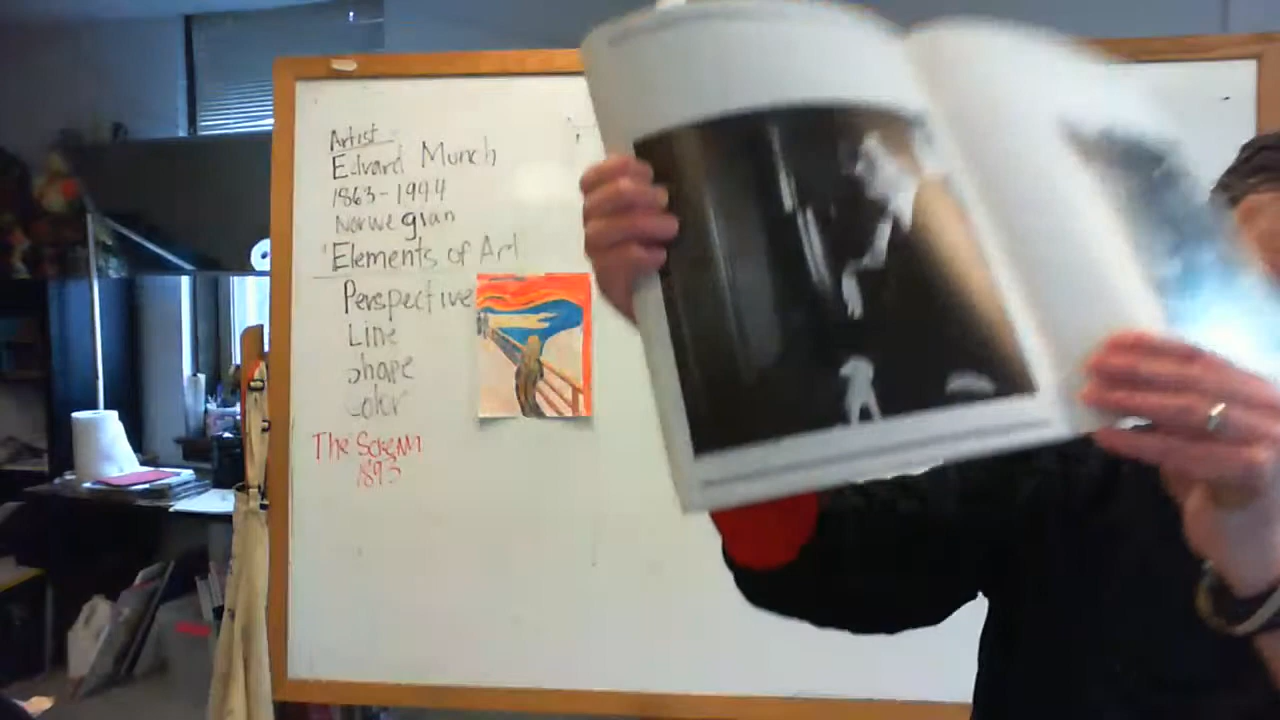 Artist
Edvard Munch
1863-1944
Norwegian
Elements of Art
Perspective
Line
Shape
Color
The Scream
1893